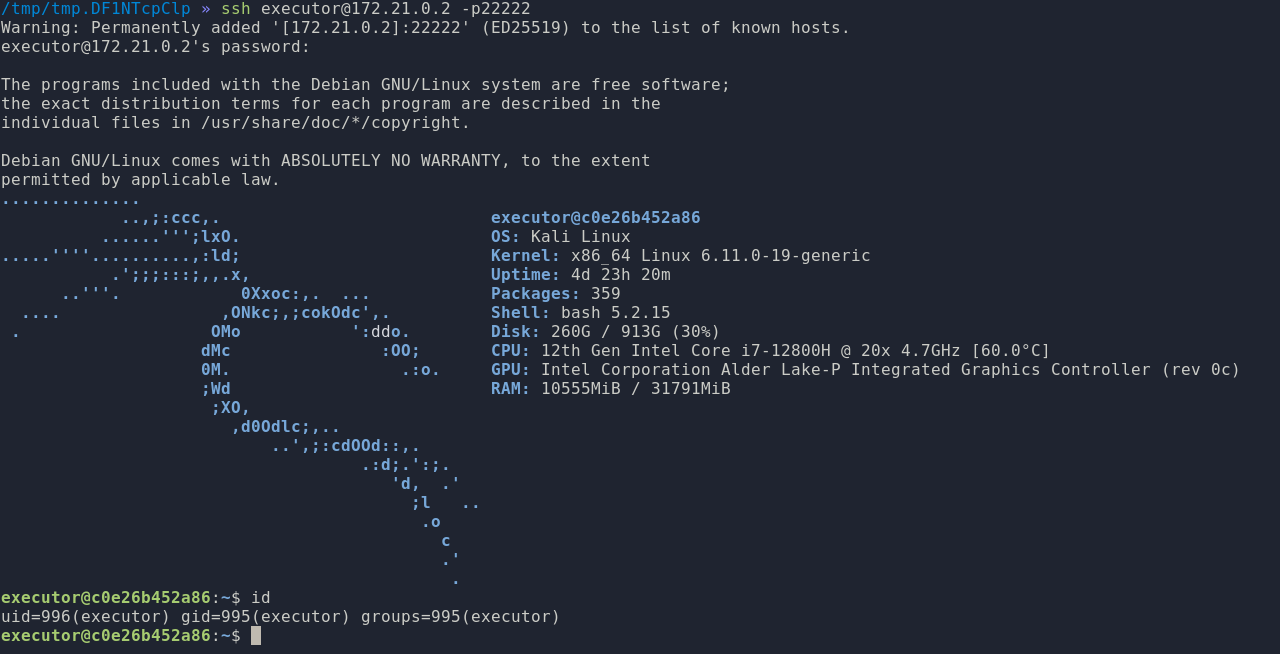 /tmp/tmp.DF1NTcpClp » ssh executor@172.21.0.2 -p22222
Warning: Permanently added '[172.21.0.2]:22222' (ED25519) to the list of known hosts.
executor@172.21.0.2's password:

The programs included with the Debian GNU/Linux system are free software;
the exact distribution terms for each program are described in the
individual files in /usr/share/doc/*/copyright.

Debian GNU/Linux comes with ABSOLUTELY NO WARRANTY, to the extent
permitted by applicable law.
..............
            ..,;:ccc,.                           executor@c0e26b452a86
          ......''';lxO.                         OS: Kali Linux
.....''''..........,:ld;                         Kernel: x86_64 Linux 6.11.0-19-generic
           .';;;:::;,,.x,                        Uptime: 4d 23h 20m
      ..'''.            0Xxoc:,.  ...            Packages: 359
  ....                ,ONkc;,;cokOdc',.          Shell: bash 5.2.15
 .                   OMo           ':ddo.        Disk: 260G / 913G (30%)
                    dMc               :OO;       CPU: 12th Gen Intel Core i7-12800H @ 20x 4.7GHz [60.0°C]
                    0M.                 .:o.     GPU: Intel Corporation Alder Lake-P Integrated Graphics Controller (rev 0c)
                    ;Wd                          RAM: 10555MiB / 31791MiB
                     ;XO,
                       ,d0Odlc;,..
                           ..',;:cdOOd::,.
                                    .:d;.':;.
                                       'd,  .'
                                         ;l   ..
                                          .o
                                            c
                                            .'
                                             .
executor@c0e26b452a86:~$ id
uid=996(executor) gid=995(executor) groups=995(executor)
executor@c0e26b452a86:~$